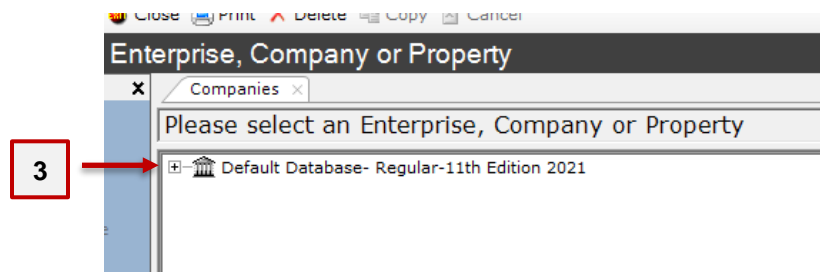 Close Print Delete Copy Cancel
Enterprise, Company or Property
x Companies ×
Please select an Enterprise, Company or Property
3
Default Database- Regular-11th Edition 2021